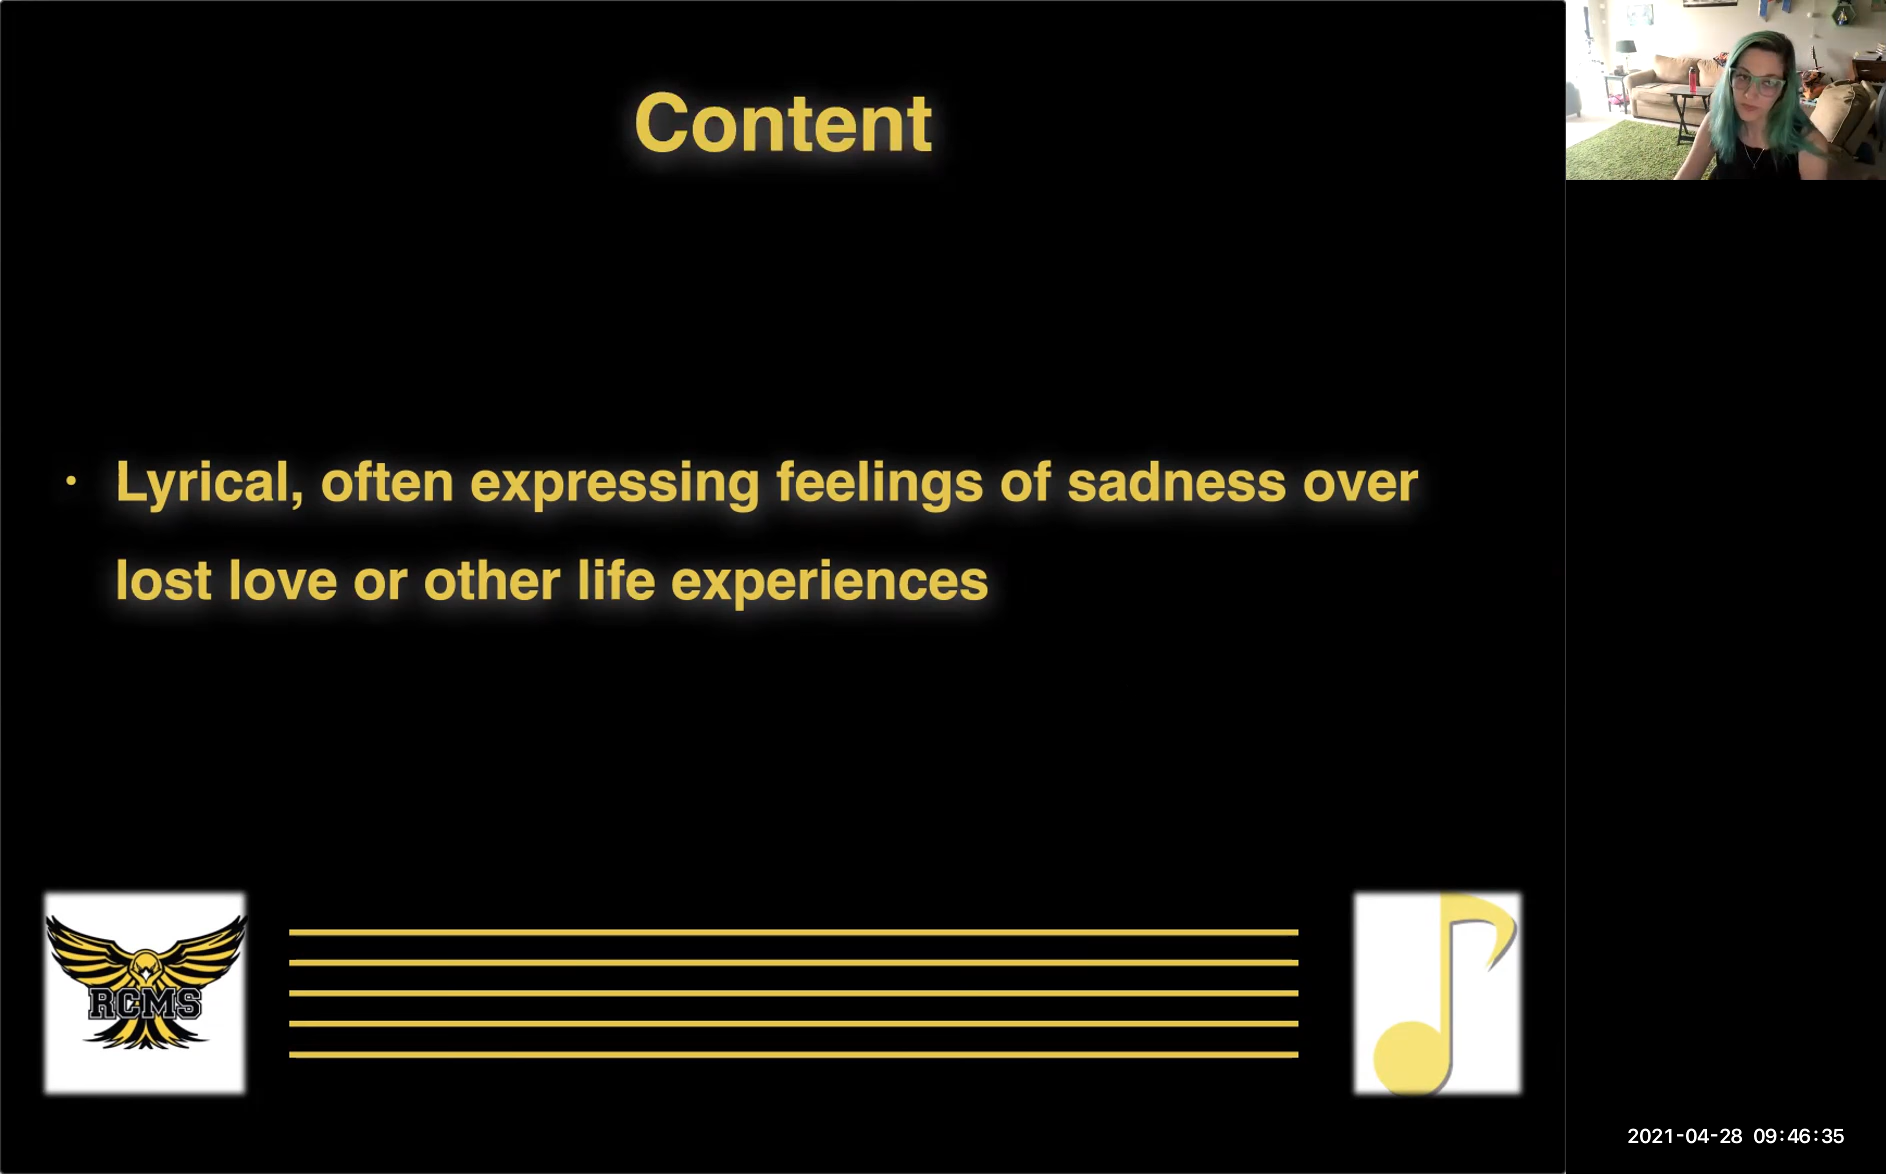 Content
• Lyrical, often expressing feelings of sadness over
lost love or other life experiences
RCMS
2021-04-28 09:46:35